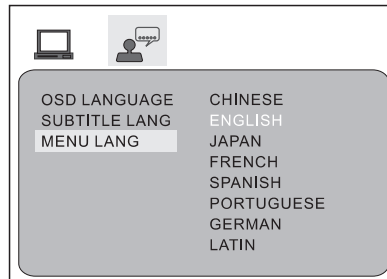 OSD LANGUAGE
SUBTITLE LANG
MENU LANG
CHINESE
ENGLISH
JAPAN
FRENCH
SPANISH
PORTUGUESE
GERMAN
LATIN